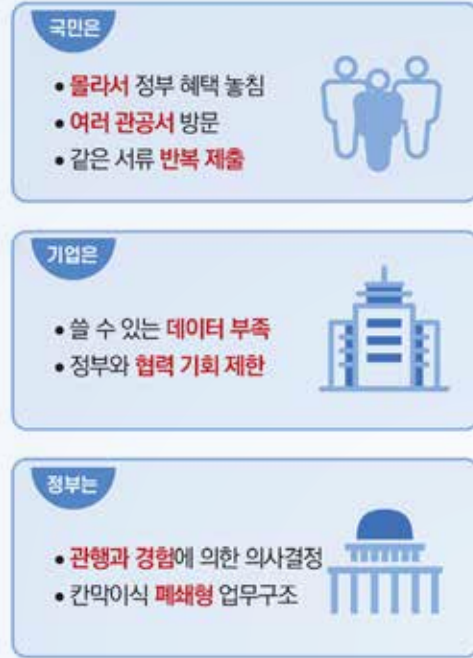 국민은
• 몰라서 정부 혜택 놓침
• 여러 관공서 방문
• 같은 서류 반복 제출
기업은
• 쓸 수 있는 데이터 부족
• 정부와 협력 기회 제한
정부는
• 관행과 경험에 의한 의사결정
• 칸막이식 폐쇄형 업무구조